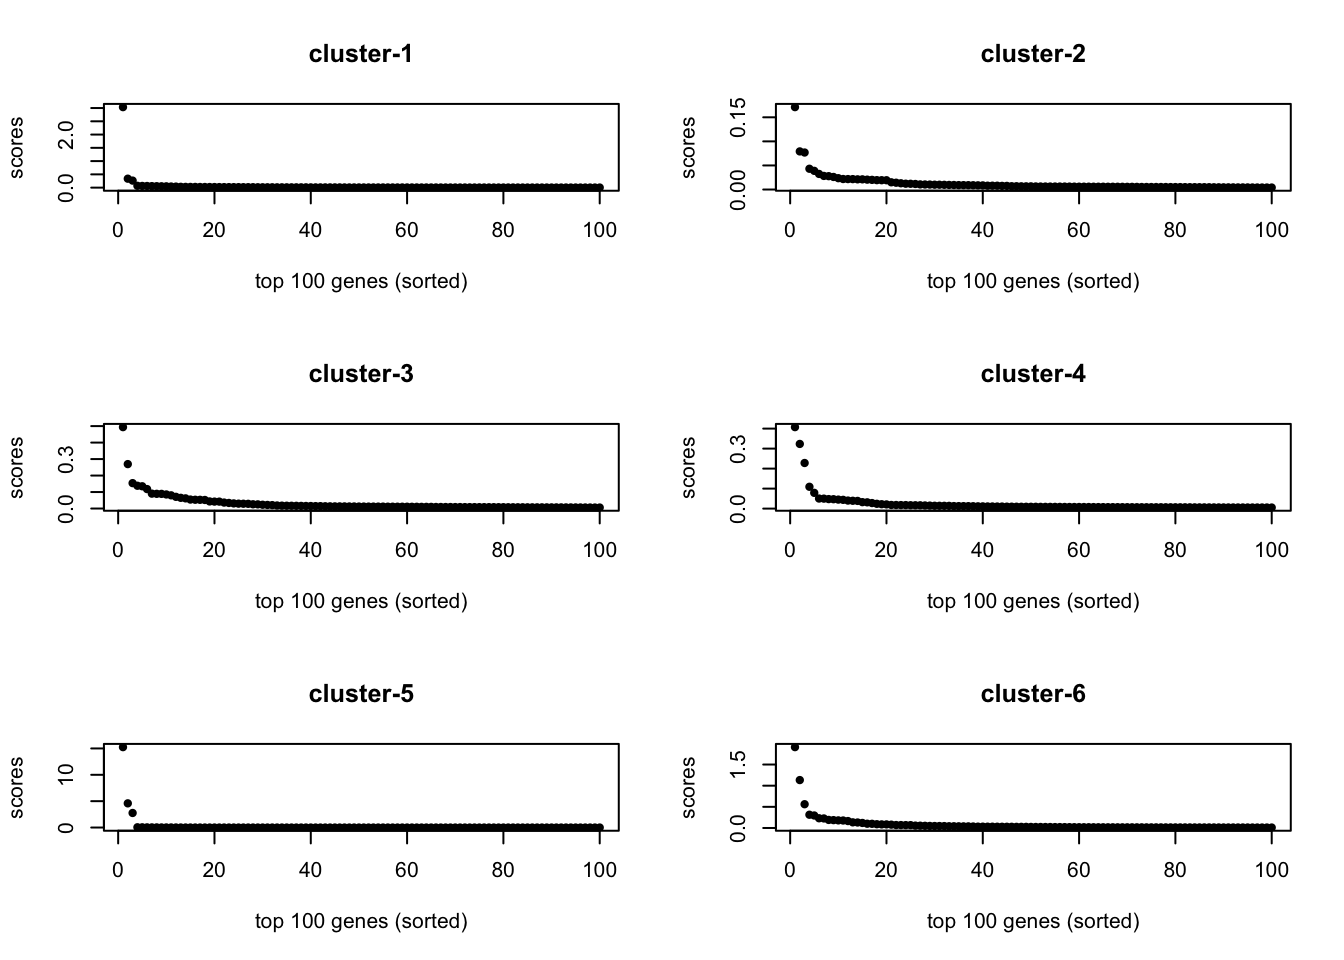 cluster-1
scores
0.0 2.0
0 20 40 60 80 100
top 100 genes (sorted)
cluster-2
scores
0.00 0.15
0 20 40 60 80 100
top 100 genes (sorted)
cluster-3
scores
0.0 0.3
0 20 40 60 80 100
top 100 genes (sorted)
cluster-4
scores
0.0 0.3
0 20 40 60 80 100
top 100 genes (sorted)
cluster-5
scores
0 10
0 20 40 60 80 100
top 100 genes (sorted)
cluster-6
scores
0.0 1.5
0 20 40 60 80 100
top 100 genes (sorted)